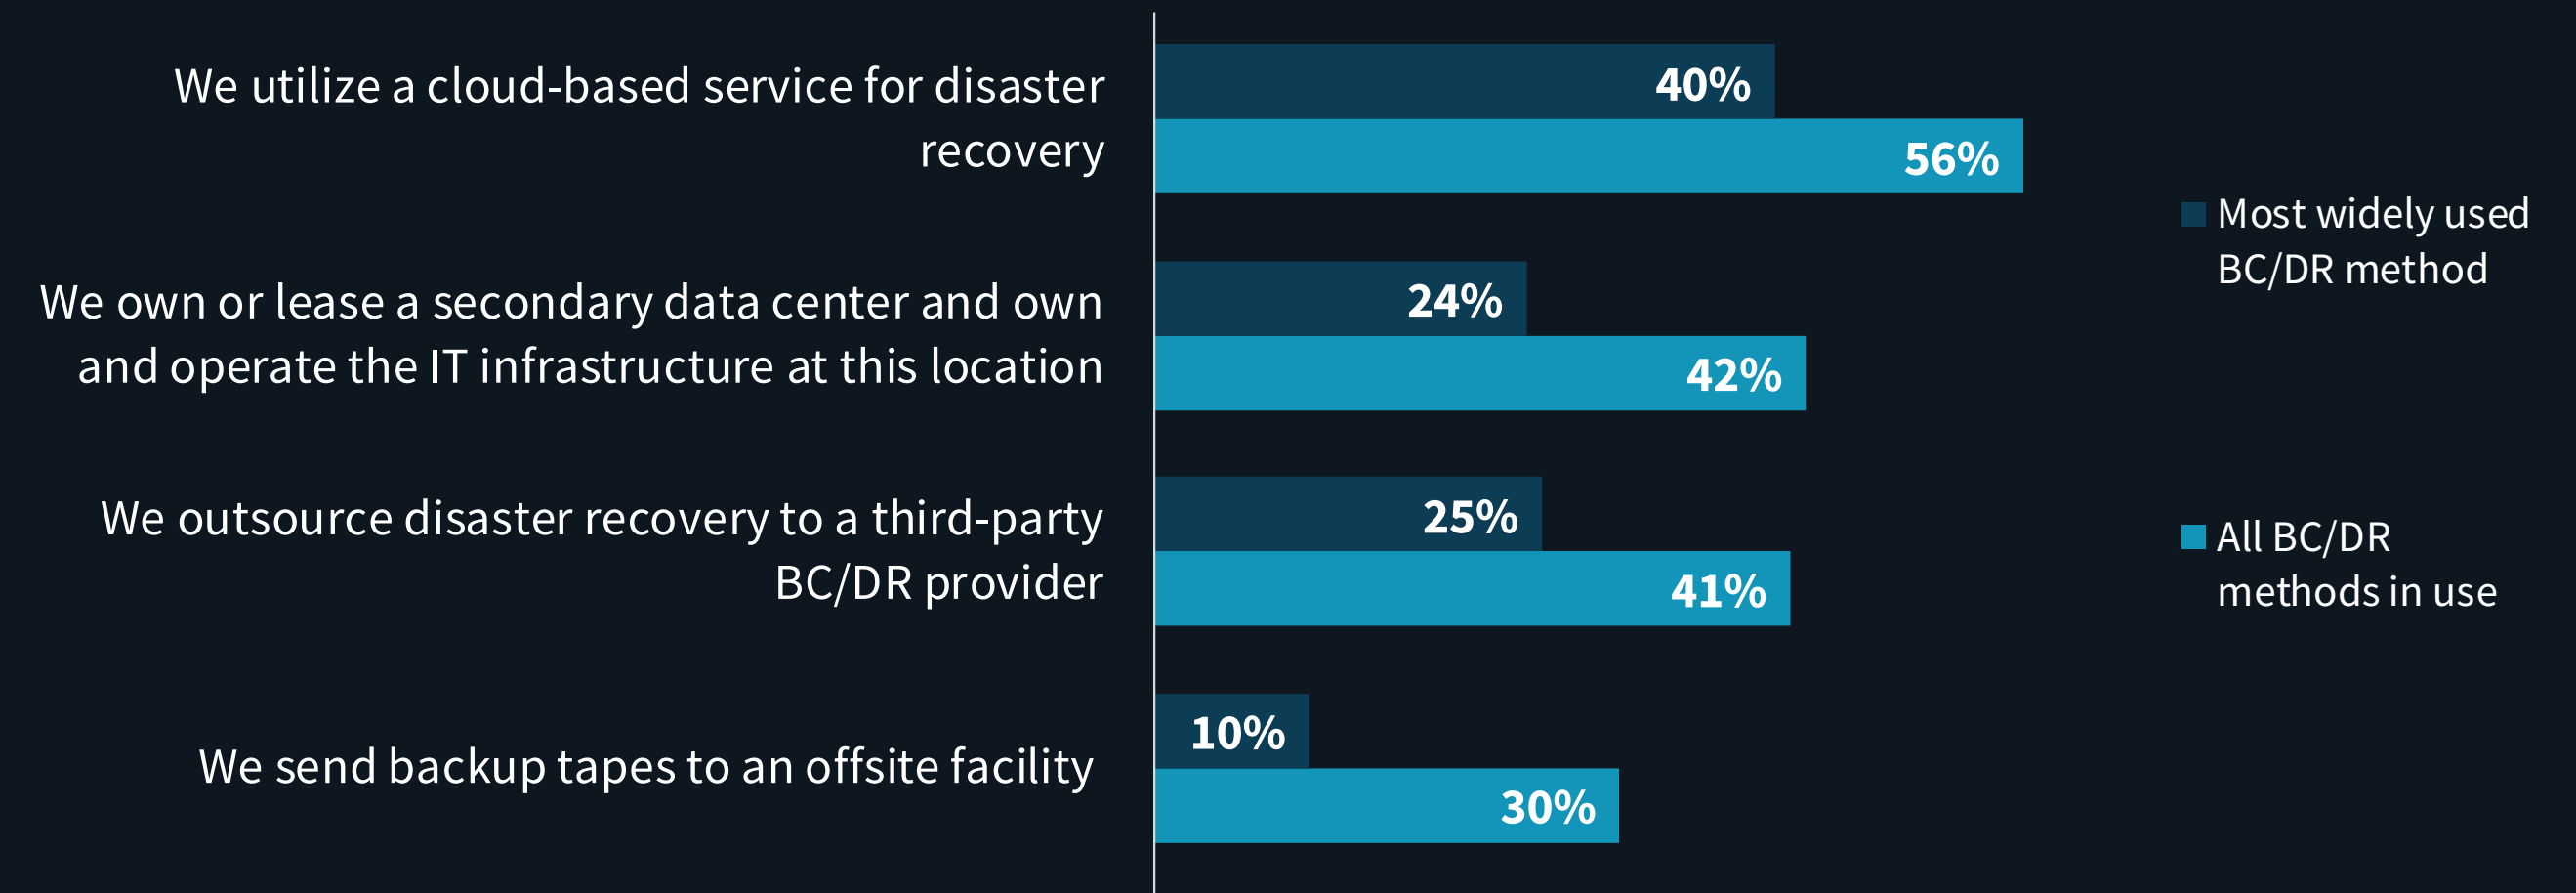 We utilize a cloud-based service for disaster
recovery
40%
56%
We own or lease a secondary data center and own
and operate the IT infrastructure at this location
24%
42%
We outsource disaster recovery to a third-party
BC/DR provider
25%
41%
We send backup tapes to an offsite facility
10%
30%
Most widely used
BC/DR method
All BC/DR
methods in use